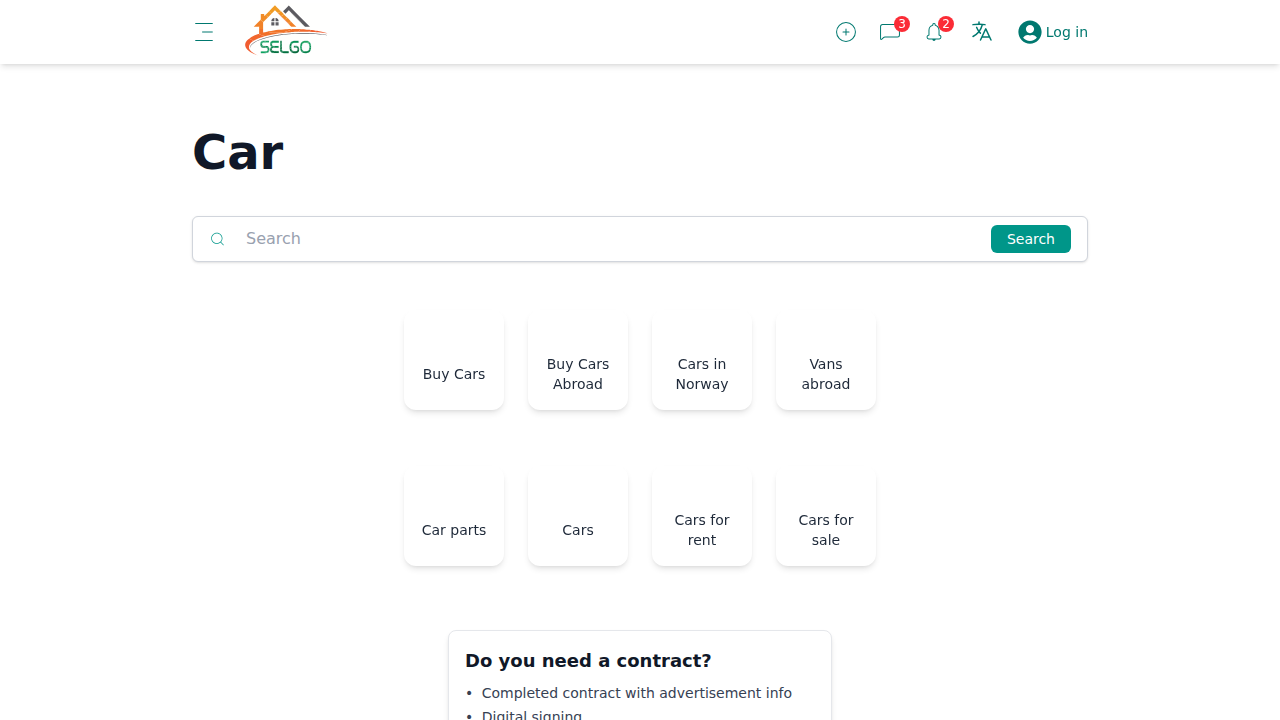 SELGO
3
2
Log in
Car
Search
Search
Buy Cars
Buy Cars
Abroad
Cars in
Norway
Vans
abroad
Car parts
Cars
Cars for
rent
Cars for
sale
Do you need a contract?
• Completed contract with advertisement info
• Digital signing